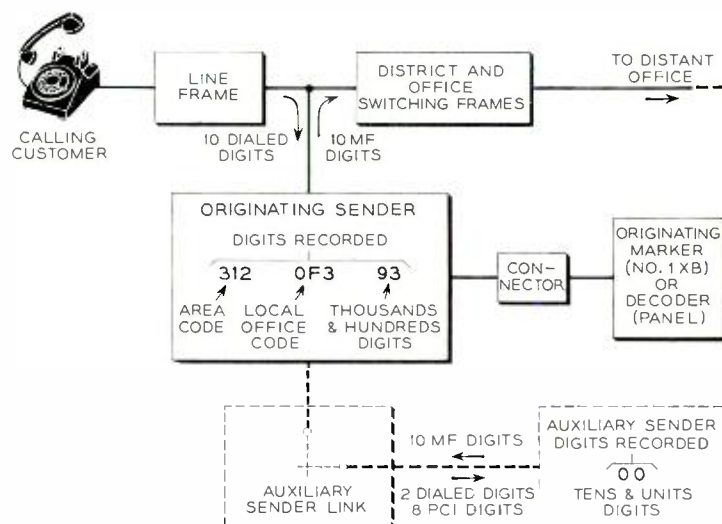 CALLING
CUSTOMER
LINE
FRAME
DISTRICT AND
OFFICE
SWITCHING FRAMES
TO DISTANT
OFFICE
10 DIALED
DIGITS
10 MF
DIGITS
ORIGINATING SENDER
DIGITS RECORDED
312 0F3 93
AREA
CODE
LOCAL
OFFICE
CODE
THOUSANDS
& HUNDREDS
DIGITS
CON-
NECTOR
ORIGINATING
MARKER
(NO. 1 XB)
OR
DECODER
(PANEL)
AUXILIARY
SENDER LINK
10 MF DIGITS
2 DIALED DIGITS
8 PCI DIGITS
AUXILIARY SENDER
DIGITS RECORDED
00
TENS & UNITS
DIGITS